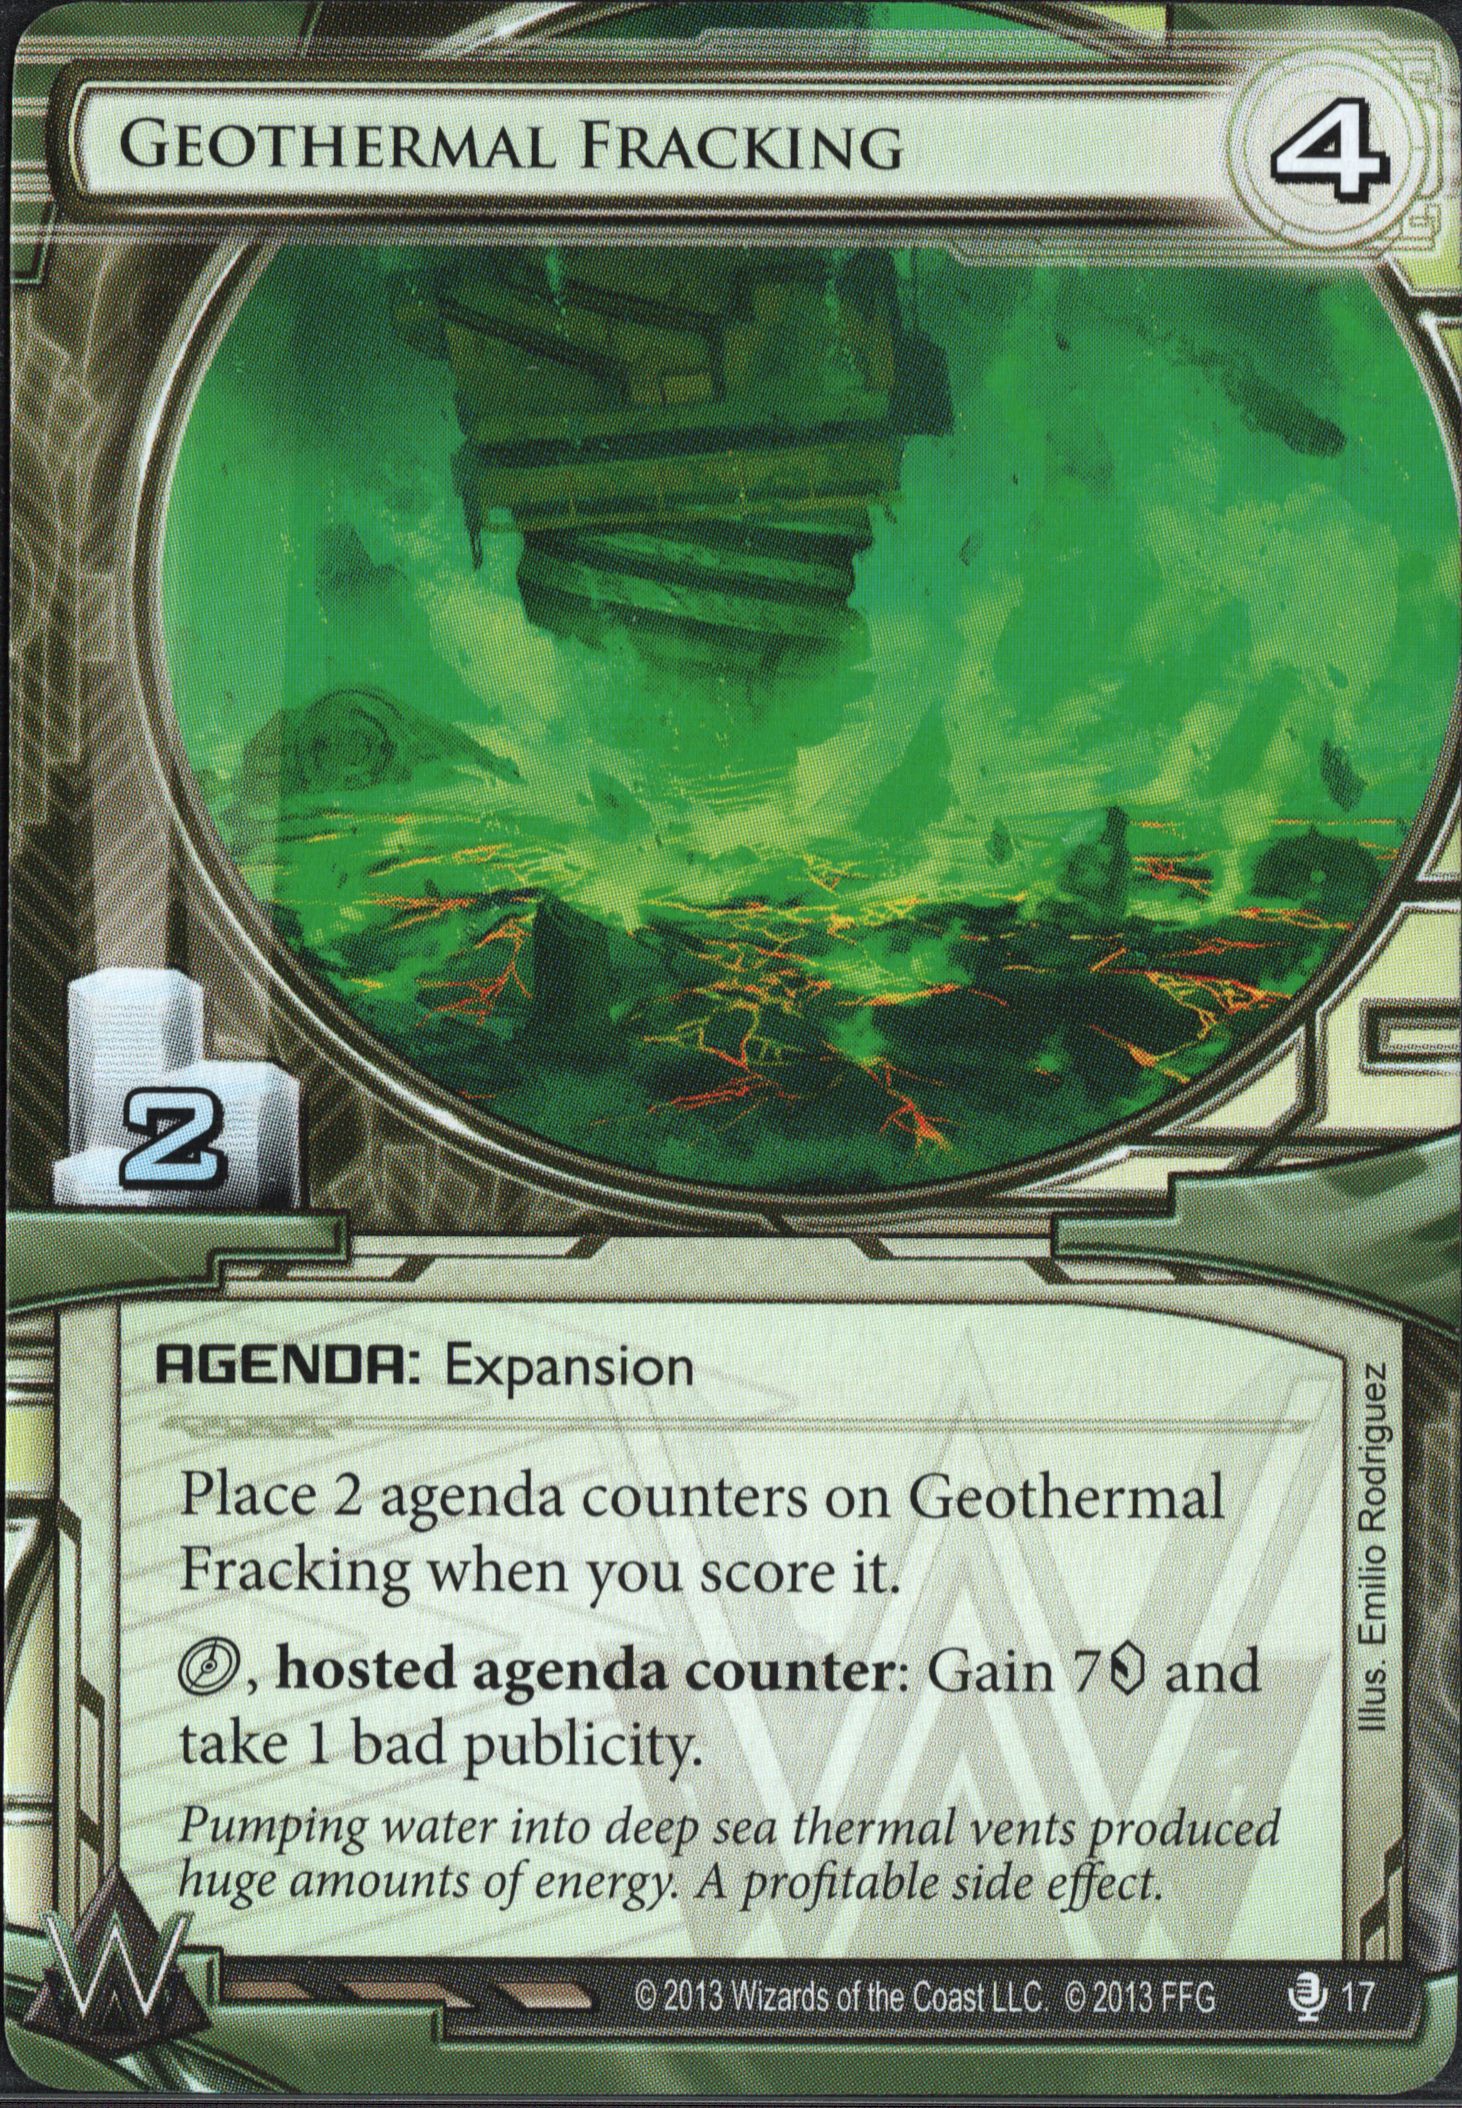 GEOTHERMAL FRACKING
4
2
AGENDA: Expansion
Place 2 agenda counters on Geothermal
Fracking when you score it.
, hosted agenda counter: Gain 7 and
take 1 bad publicity.
Pumping water into deep sea thermal vents produced
huge amounts of energy. A profitable side effect.
Illus. Emilio Rodriguez
W
© 2013 Wizards of the Coast LLC. © 2013 FFG
17